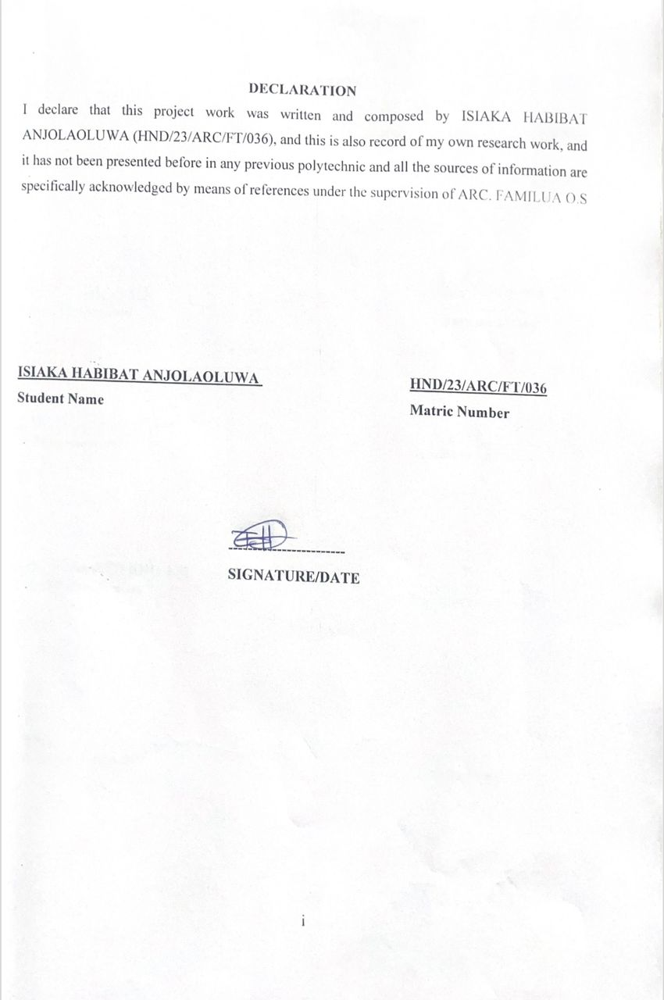 DECLARATION
I declare that this project work was written and composed by ISIAKA HABIBAT
ANJOLAOLUWA (HND/23/ARC/FT/036), and this is also record of my own research work, and
it has not been presented before in any previous polytechnic and all the sources of information are
specifically acknowledged by means of references under the supervision of ARC. FAMILUA O.S
ISIAKA HABIBAT ANJOLAOLUWA
Student Name
HND/23/ARC/FT/036
Matric Number
SIGNATURE/DATE
i